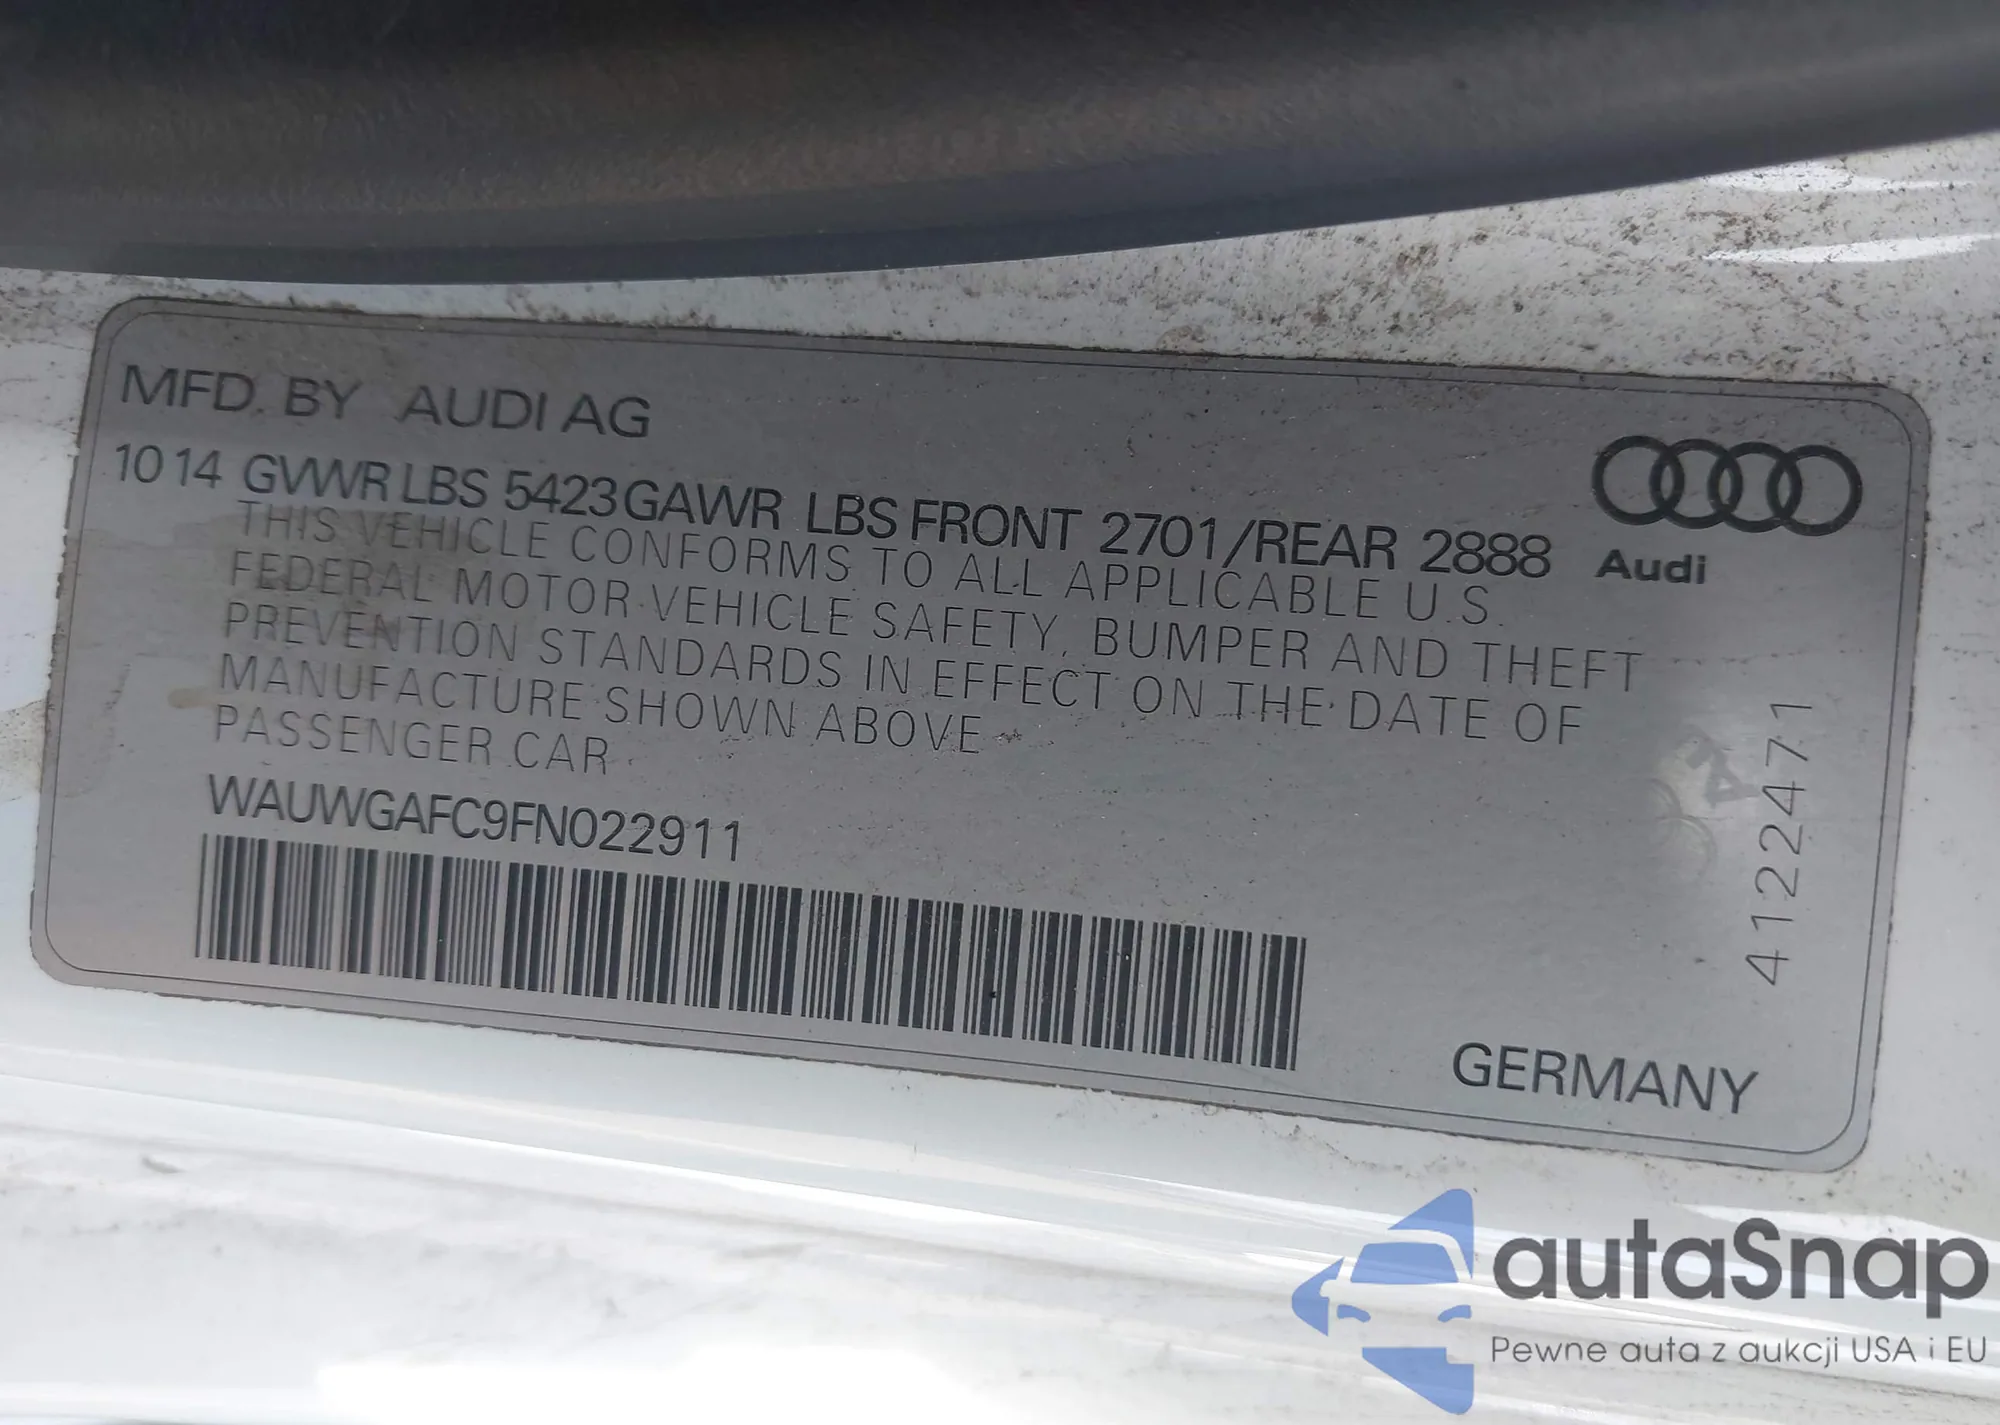 MFD. BY AUDI AG
10 14 GVWR LBS 5423 GAWR LBS FRONT 2701/REAR 2888
THIS VEHICLE CONFORMS TO ALL APPLICABLE U.S.
FEDERAL MOTOR VEHICLE SAFETY, BUMPER AND THEFT
PREVENTION STANDARDS IN EFFECT ON THE DATE OF
MANUFACTURE SHOWN ABOVE
PASSENGER CAR
WAUWGAFC9FN022911
Audi
4122471
GERMANY
autaSnap
Pewne auta z aukcji USA i EU